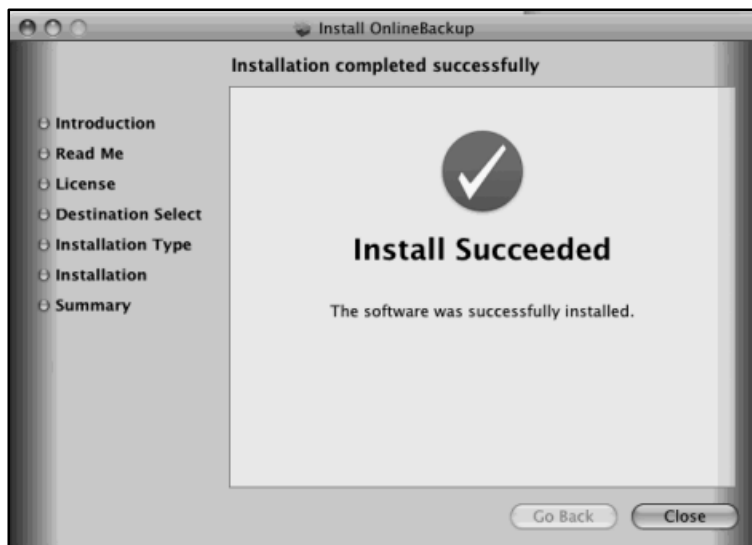 Install OnlineBackup
Installation completed successfully
Introduction
Read Me
License
Destination Select
Installation Type
Installation
Summary
Install Succeeded
The software was successfully installed.
Go Back
Close